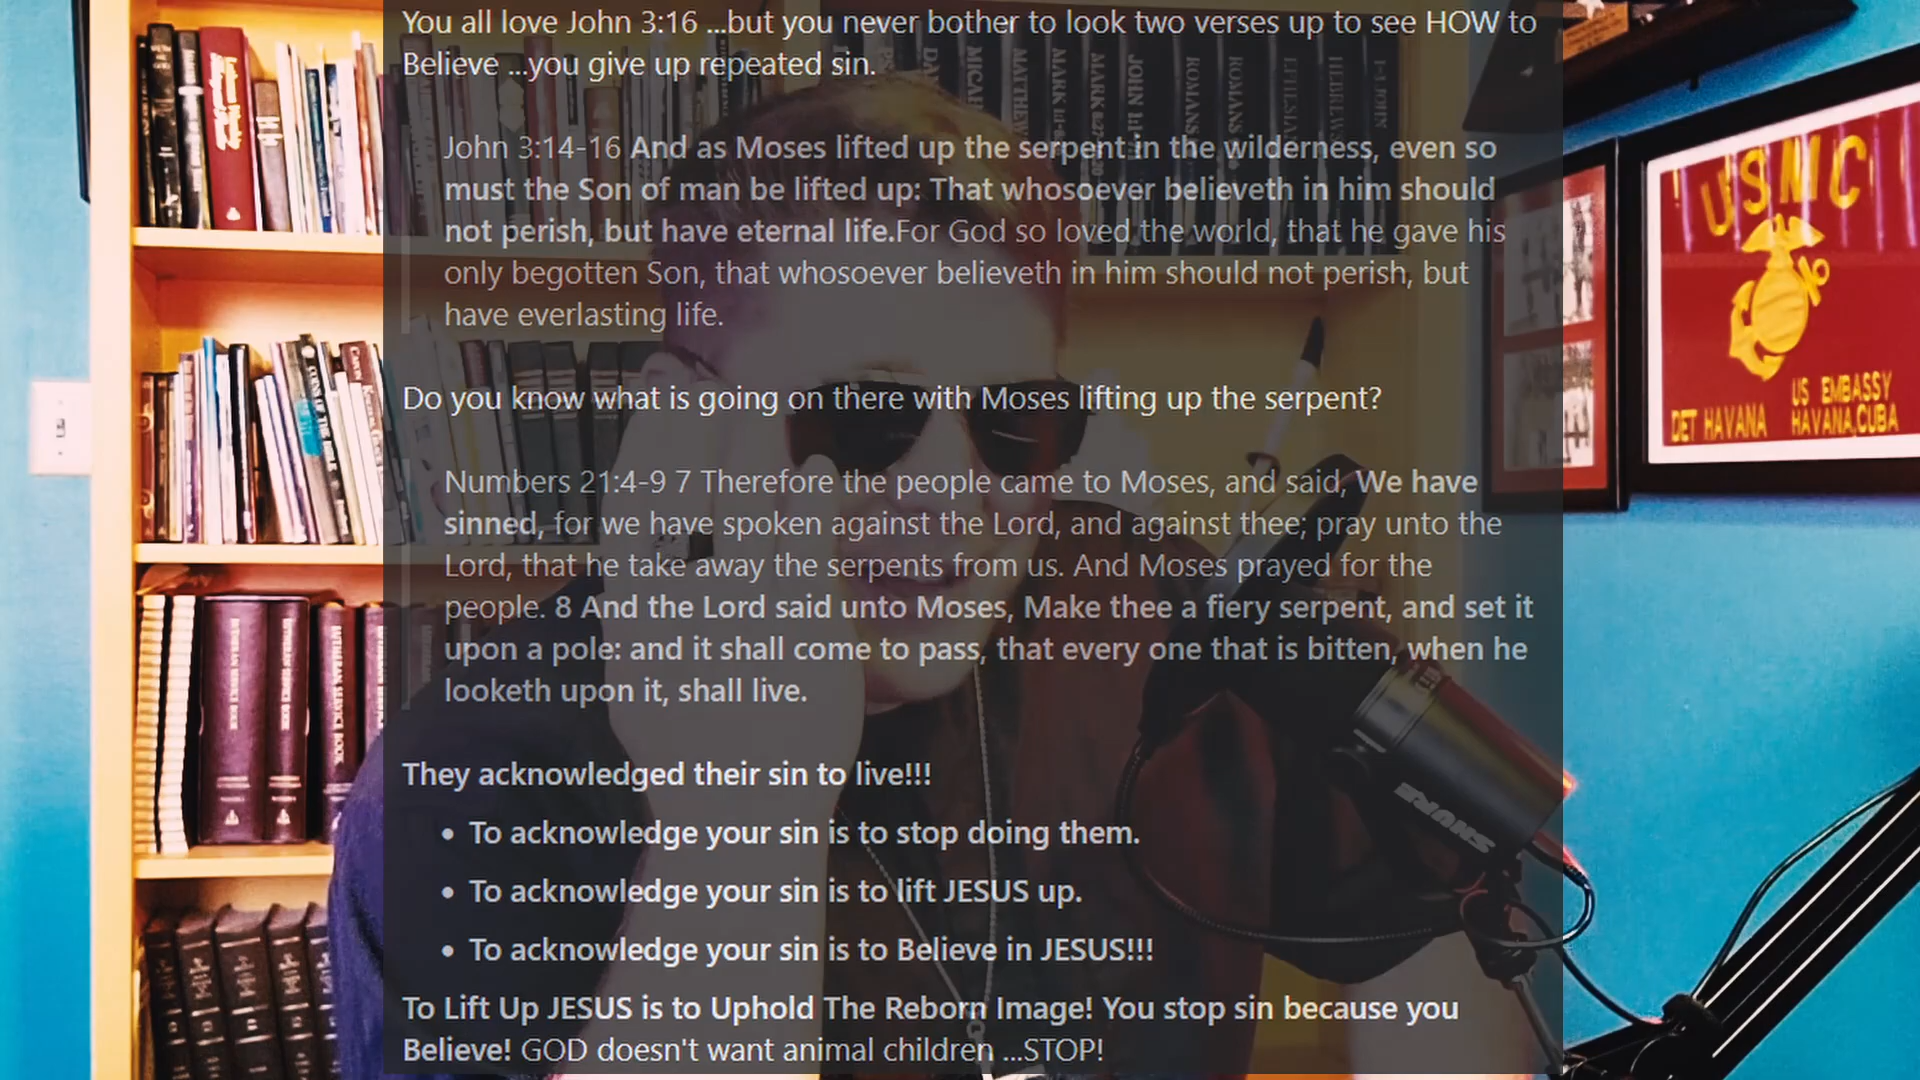 You all love John 3:16 ...but you never bother to look two verses up to see HOW to
Believe ...you give up repeated sin.
John 3:14-16 And as Moses lifted up the serpent in the wilderness, even so
must the Son of man be lifted up: That whosoever believeth in him should
not perish, but have eternal life.For God so loved the world, that he gave his
only begotten Son, that whosoever believeth in him should not perish, but
have everlasting life.
Do you know what is going on there with Moses lifting up the serpent?
Numbers 21:4-9 7 Therefore the people came to Moses, and said, We have
sinned, for we have spoken against the Lord, and against thee; pray unto the
Lord, that he take away the serpents from us. And Moses prayed for the
people. 8 And the Lord said unto Moses, Make thee a fiery serpent, and set it
upon a pole: and it shall come to pass, that every one that is bitten, when he
looketh upon it, shall live.
They acknowledged their sin to live!!!
• To acknowledge your sin is to stop doing them.
• To acknowledge your sin is to lift JESUS up.
• To acknowledge your sin is to Believe in JESUS!!!
To Lift Up JESUS is to Uphold The Reborn Image! You stop sin because you
Believe! GOD doesn't want animal children ...STOP!
MICAH
MATTHEW
ROMANS
ROMANS
HEBREWS
1-3 JOHN
USMC
US EMBASSY
DET HAVANA HAVANA,CUBA
LUTHERAN SERVICE BOOK
SHURE